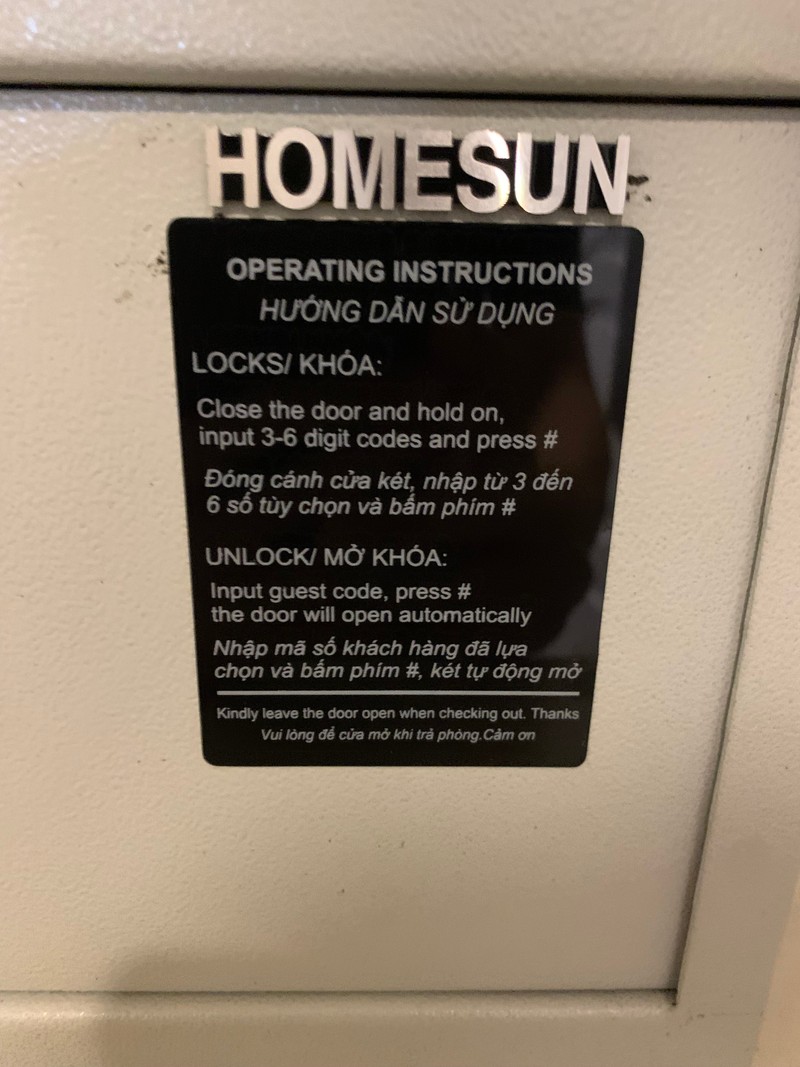 HOMESUN
OPERATING INSTRUCTIONS
HƯỚNG DẪN SỬ DỤNG
LOCKS/ KHÓA:
Close the door and hold on,
input 3-6 digit codes and press #
Đóng cánh cửa két, nhập từ 3 đến
6 số tùy chọn và bấm phím #
UNLOCK/ MỞ KHÓA:
Input guest code, press #
the door will open automatically
Nhập mã số khách hàng đã lựa
chọn và bấm phím #, két tự động mở
Kindly leave the door open when checking out. Thanks
Vui lòng để cửa mở khi trả phòng.Cảm ơn